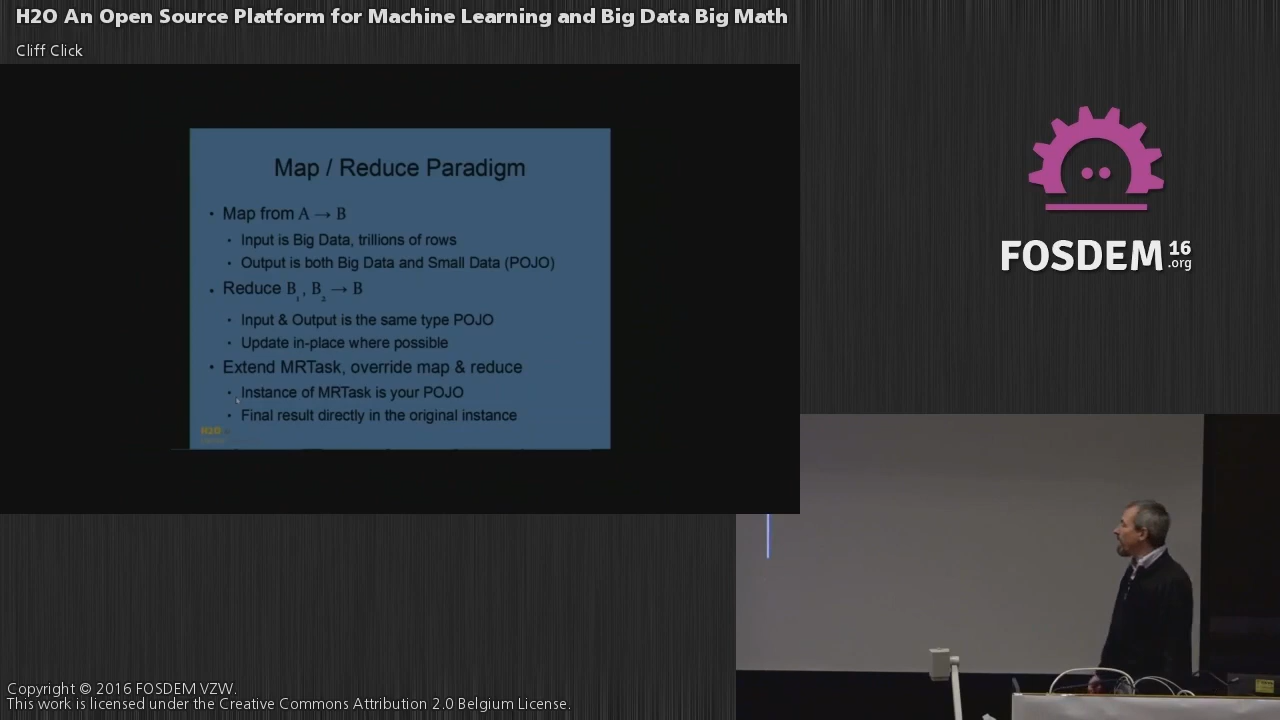 H2O An Open Source Platform for Machine Learning and Big Data Big Math
Cliff Click
Map / Reduce Paradigm
• Map from A → B
• Input is Big Data, trillions of rows
• Output is both Big Data and Small Data (POJO)
• Reduce B₁, B₂ → B
• Input & Output is the same type POJO
• Update in-place where possible
• Extend MRTask, override map & reduce
• Instance of MRTask is your POJO
• Final result directly in the original instance
H2O
FOSDEM 16
.org
Copyright © 2016 FOSDEM VZW.
This work is licensed under the Creative Commons Attribution 2.0 Belgium License.